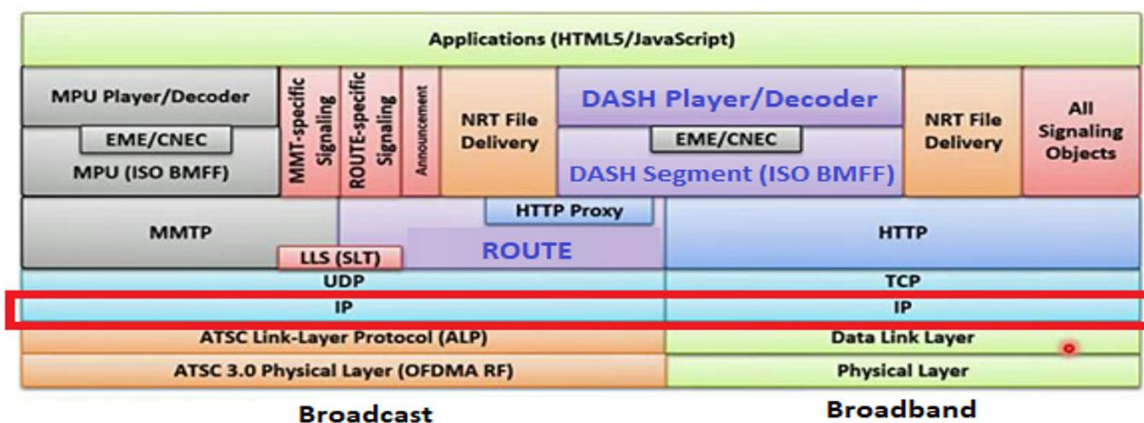 Applications (HTML5/JavaScript)
MPU Player/Decoder
EME/CNEC
MPU (ISO BMFF)
MMT-specific
Signaling
ROUTE-specific
Signaling
Announcement
NRT File
Delivery
DASH Player/Decoder
EME/CNEC
DASH Segment (ISO BMFF)
NRT File
Delivery
All
Signaling
Objects
MMTP
LLS (SLT)
HTTP Proxy
ROUTE
HTTP
UDP
TCP
IP
IP
ATSC Link-Layer Protocol (ALP)
Data Link Layer
ATSC 3.0 Physical Layer (OFDMA RF)
Physical Layer
Broadcast
Broadband